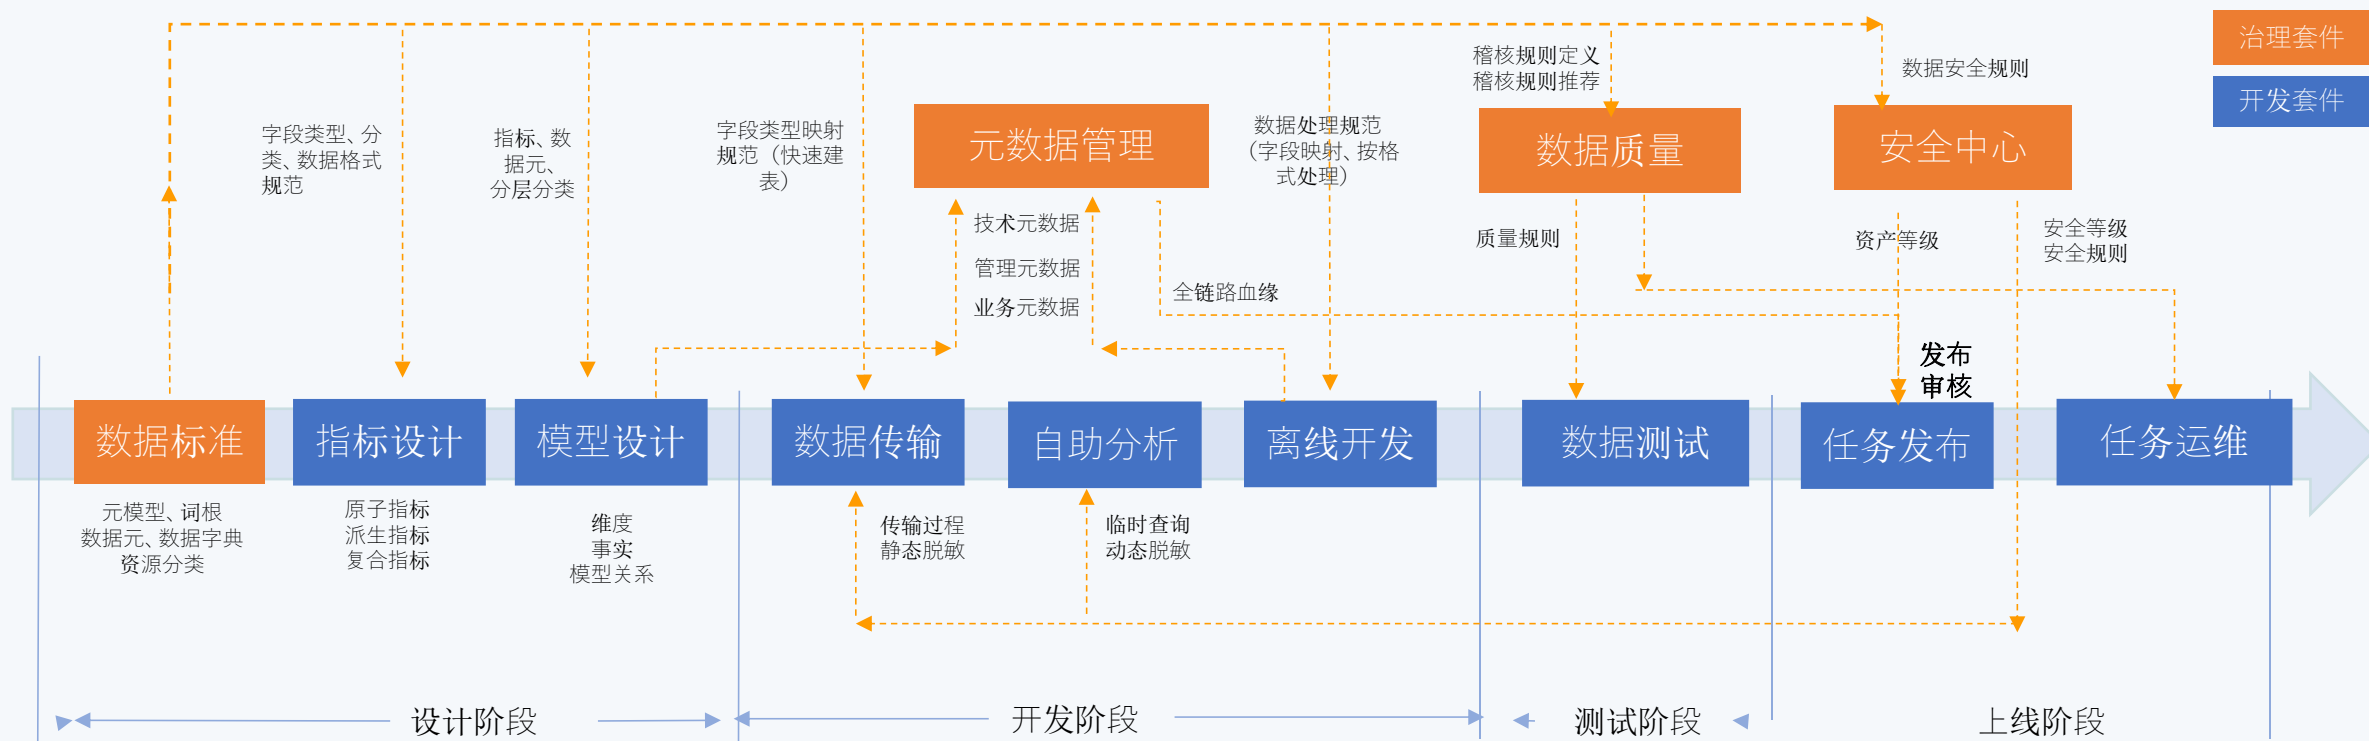 治理套件
开发套件
稽核规则定义
稽核规则推荐
数据安全规则
字段类型、分
类、数据格式
规范
指标、数
据元、
分层分类
字段类型映射
规范（快速建
表）
元数据管理
数据处理规范
（字段映射、按格
式处理）
数据质量
安全中心
技术元数据
管理元数据
业务元数据
全链路血缘
质量规则
资产等级
安全等级
安全规则
发布
审核
数据标准
指标设计
模型设计
数据传输
自助分析
离线开发
数据测试
任务发布
任务运维
元模型、词根
数据元、数据字典
资源分类
原子指标
派生指标
复合指标
维度
事实
模型关系
传输过程
静态脱敏
临时查询
动态脱敏
设计阶段
开发阶段
测试阶段
上线阶段